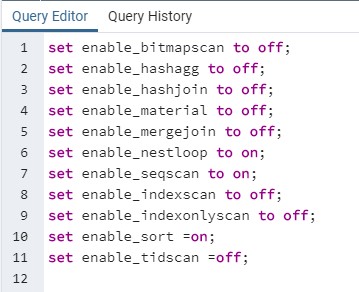 Query Editor Query History
1 set enable_bitmapscan to off;
2 set enable_hashagg to off;
3 set enable_hashjoin to off;
4 set enable_material to off;
5 set enable_mergejoin to off;
6 set enable_nestloop to on;
7 set enable_seqscan to on;
8 set enable_indexscan to off;
9 set enable_indexonlyscan to off;
10 set enable_sort =on;
11 set enable_tidscan =off;
12